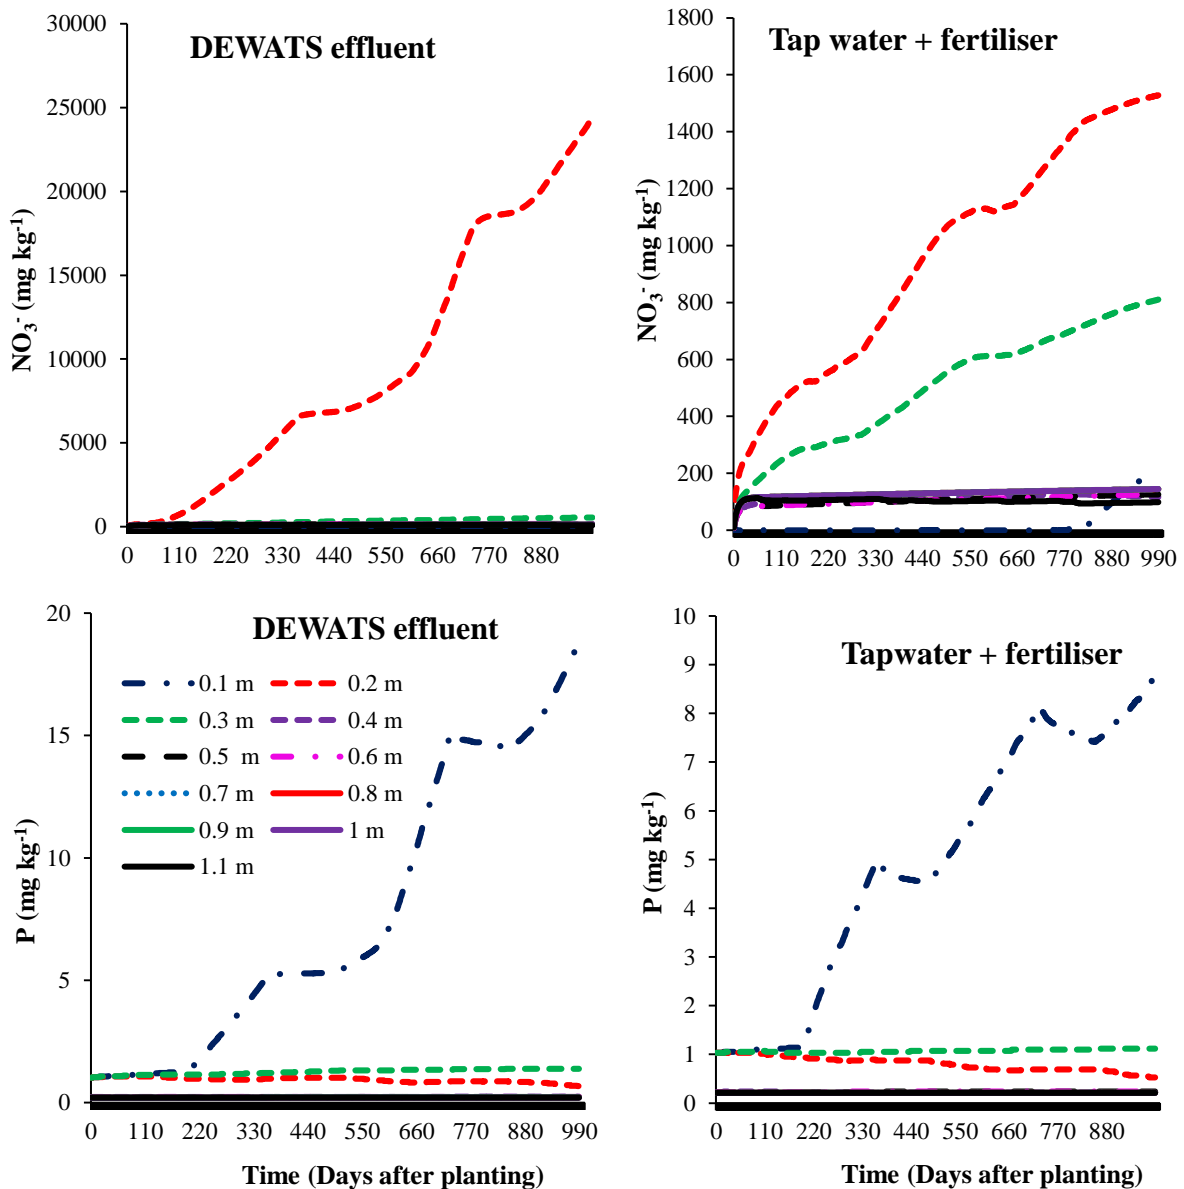 DEWATS effluent
NO₃⁻ (mg kg⁻¹)
30000
25000
20000
15000
10000
5000
0
0 110 220 330 440 550 660 770 880
Tap water + fertiliser
NO₃⁻ (mg kg⁻¹)
1800
1600
1400
1200
1000
800
600
400
200
0
0 110 220 330 440 550 660 770 880 990
DEWATS effluent
P (mg kg⁻¹)
20
15
10
5
0
0.1 m 0.2 m
0.3 m 0.4 m
0.5 m 0.6 m
0.7 m 0.8 m
0.9 m 1 m
1.1 m
0 110 220 330 440 550 660 770 880 990
Time (Days after planting)
Tapwater + fertiliser
P (mg kg⁻¹)
10
9
8
7
6
5
4
3
2
1
0
0 110 220 330 440 550 660 770 880
Time (Days after planting)